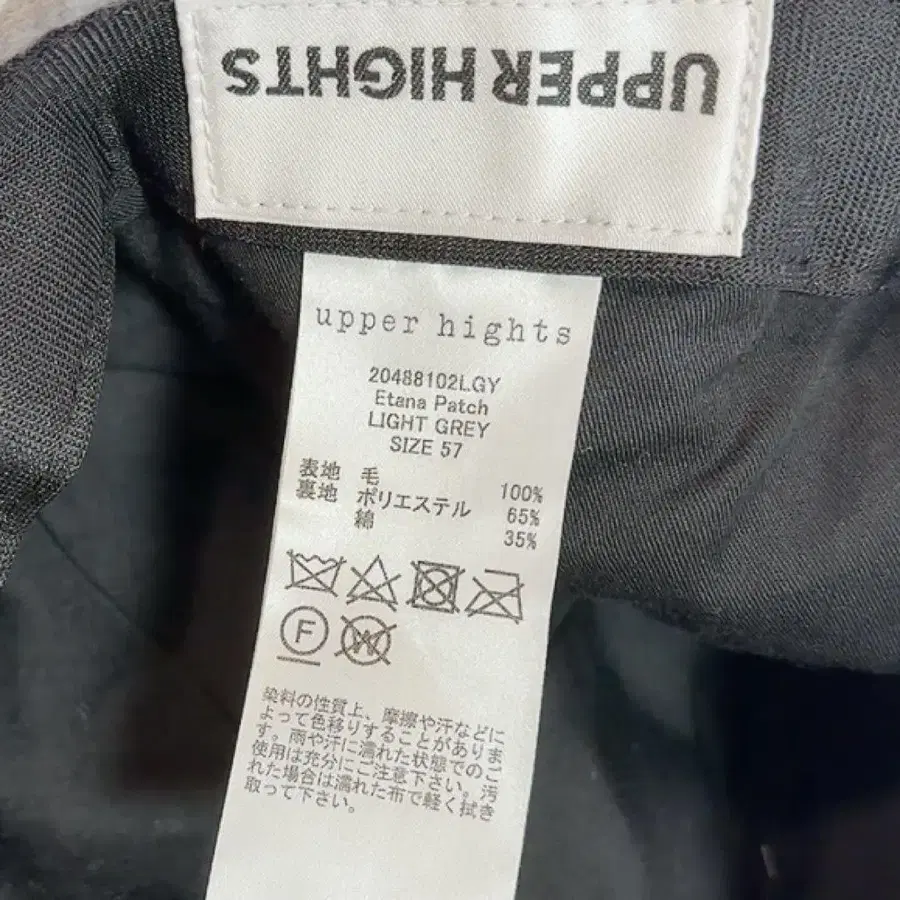 UPPER HIGHTS
upper hights
20488102LGY
Etana Patch
LIGHT GREY
SIZE 57
表地 毛 100%
裏地 ポリエステル 65%
綿 35%
F W
染料の性質上、摩擦や汗などに
よって色移りすることがありま
す。雨や汗に濡れた状態でのご
使用は充分にご注意下さい。汚
れた場合は濡れた布で軽く拭き
取って下さい。